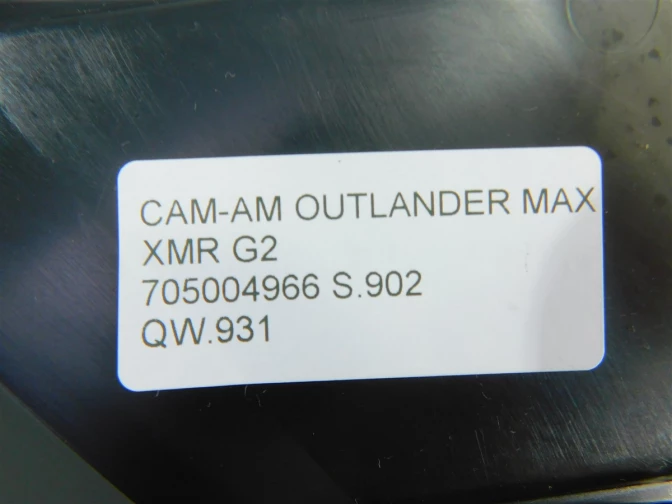 CAM-AM OUTLANDER MAX
XMR G2
705004966 S.902
QW.931